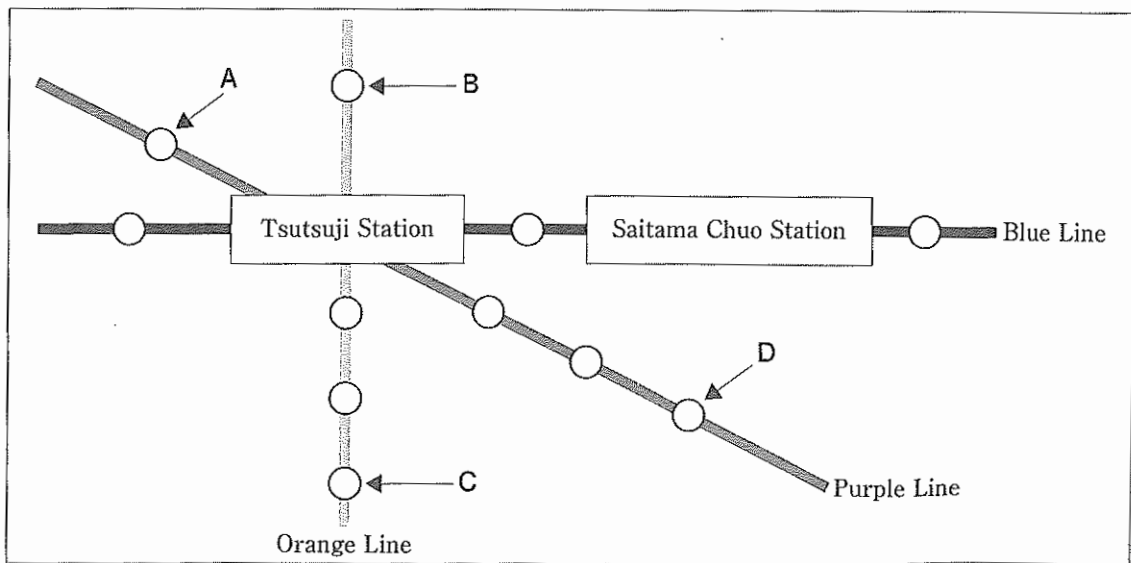 A
B
Tsutsuji Station
Saitama Chuo Station
Blue Line
D
C
Purple Line
Orange Line